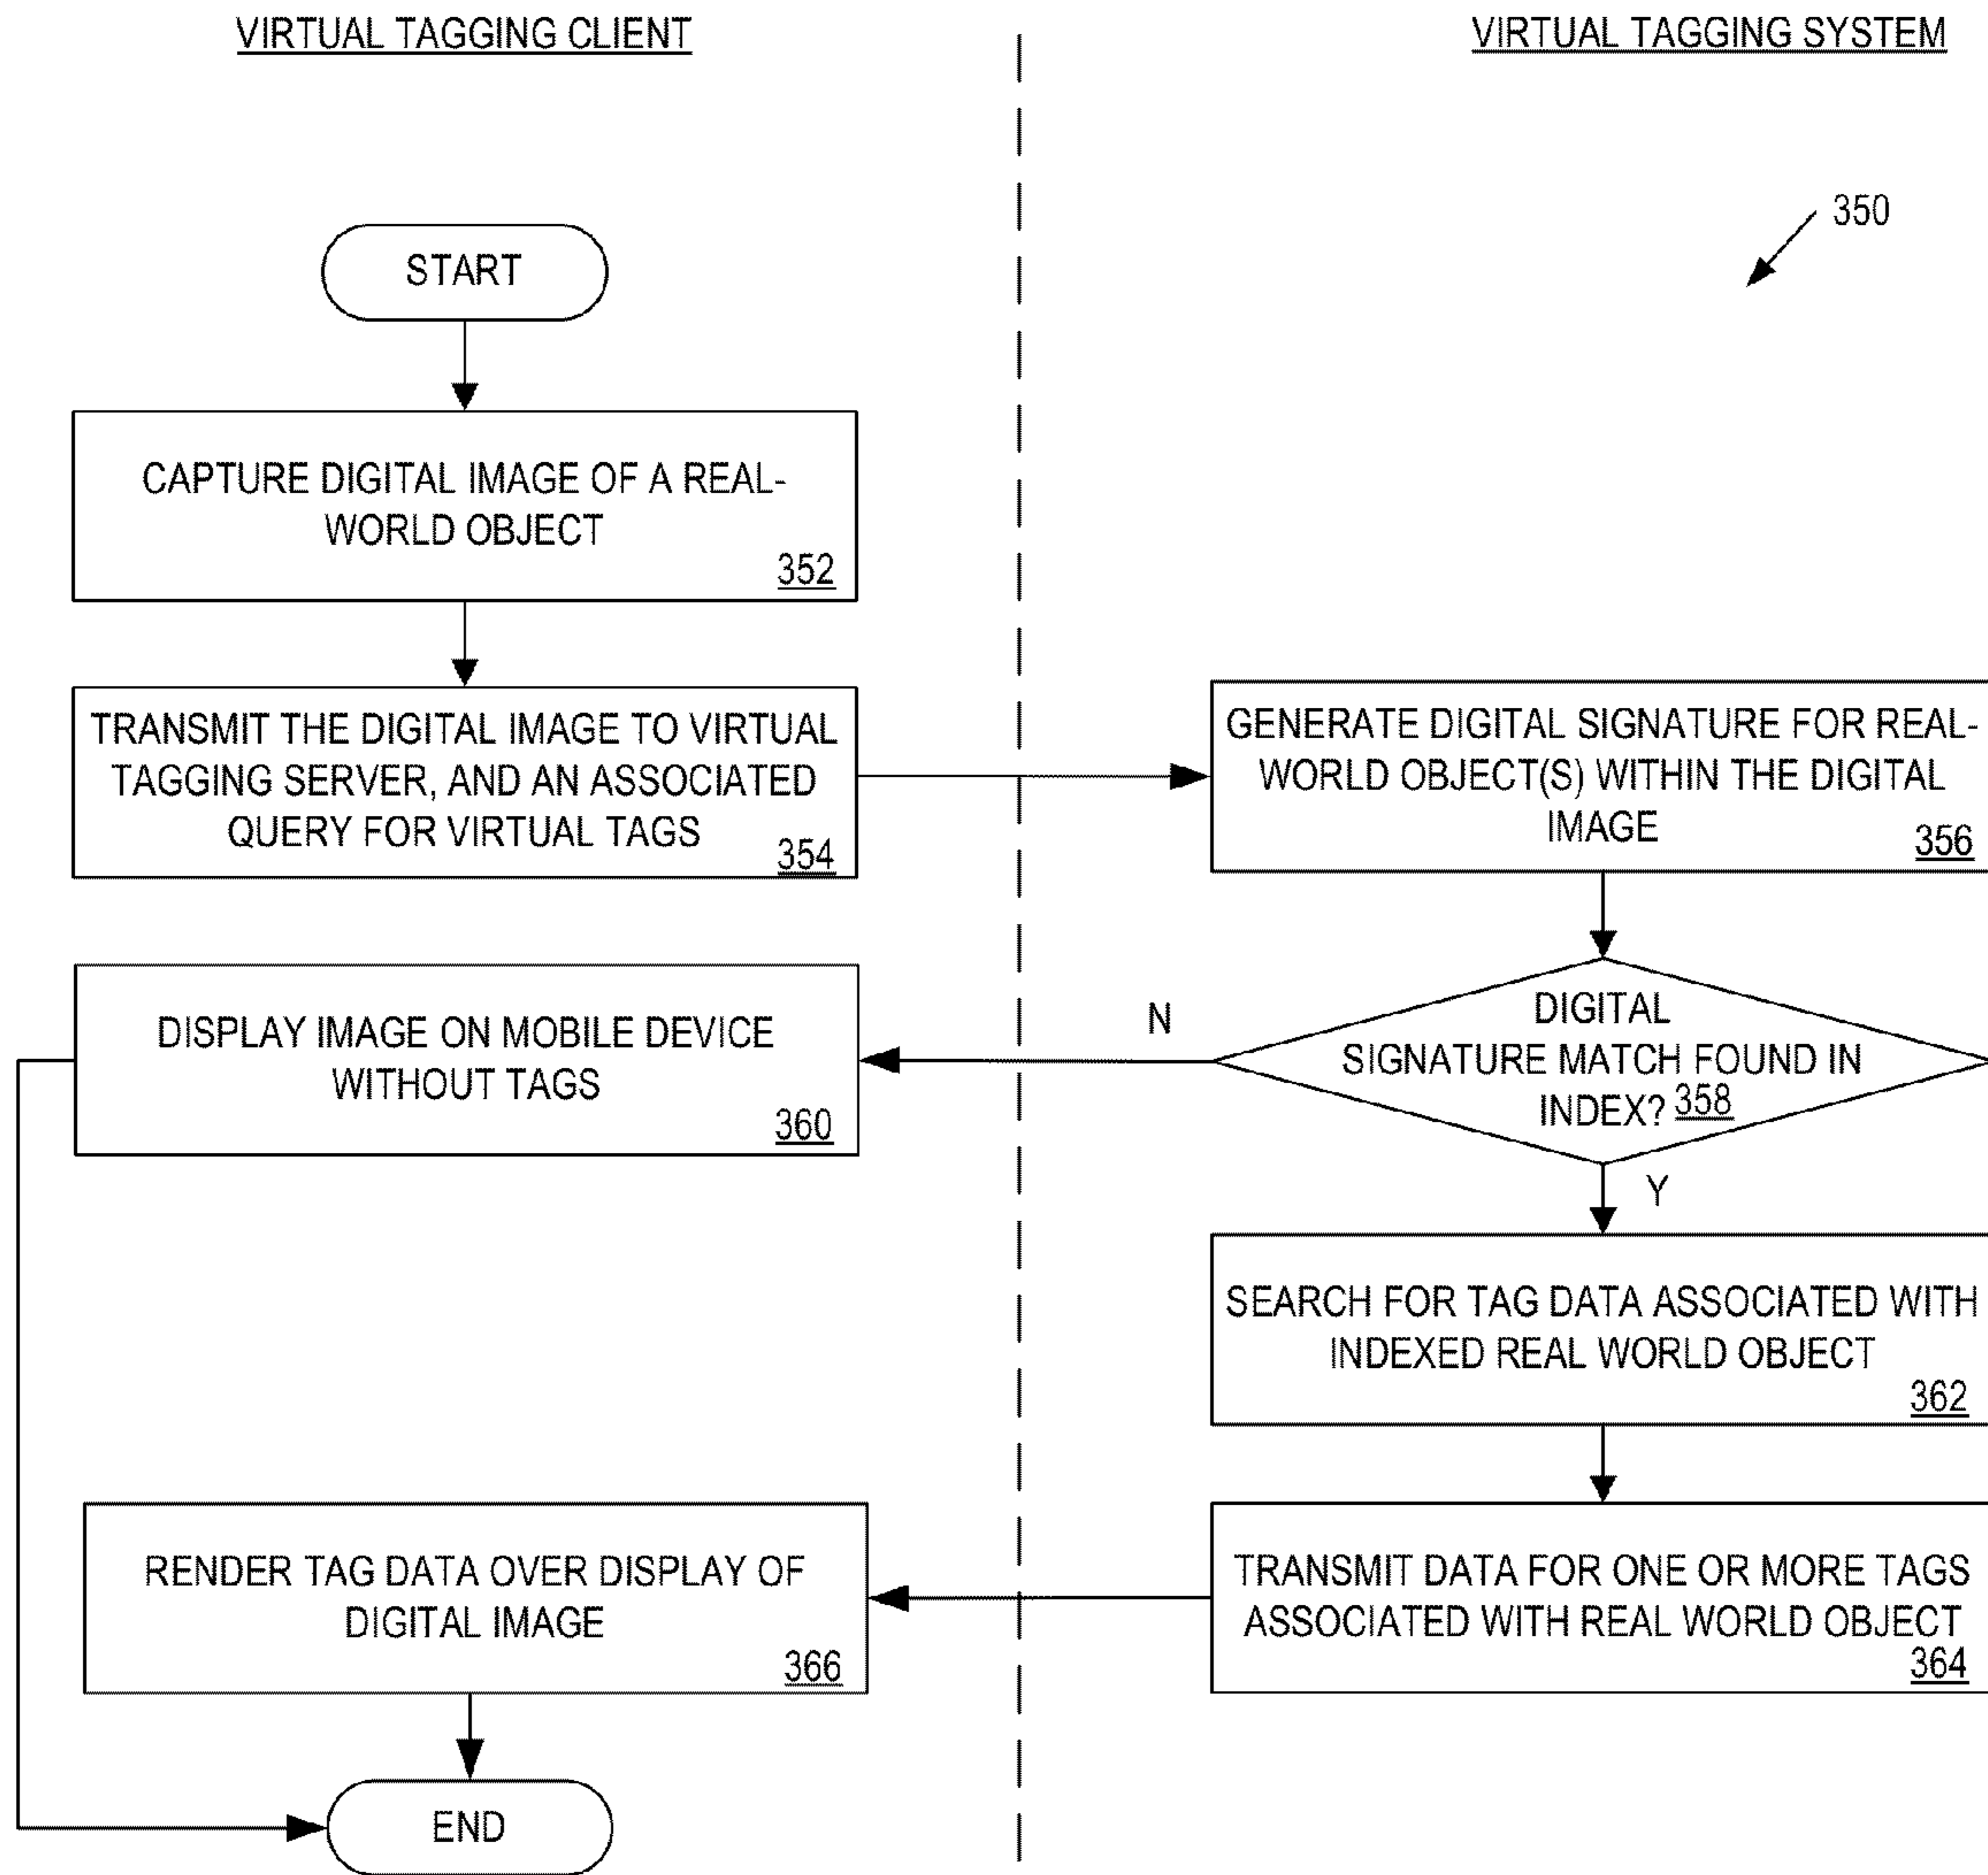 VIRTUAL TAGGING CLIENT
VIRTUAL TAGGING SYSTEM
350
START
CAPTURE DIGITAL IMAGE OF A REAL-
WORLD OBJECT
352
TRANSMIT THE DIGITAL IMAGE TO VIRTUAL
TAGGING SERVER, AND AN ASSOCIATED
QUERY FOR VIRTUAL TAGS
354
GENERATE DIGITAL SIGNATURE FOR REAL-
WORLD OBJECT(S) WITHIN THE DIGITAL
IMAGE
356
DISPLAY IMAGE ON MOBILE DEVICE
WITHOUT TAGS
360
N
DIGITAL
SIGNATURE MATCH FOUND IN
INDEX? 358
Y
SEARCH FOR TAG DATA ASSOCIATED WITH
INDEXED REAL WORLD OBJECT
362
RENDER TAG DATA OVER DISPLAY OF
DIGITAL IMAGE
366
TRANSMIT DATA FOR ONE OR MORE TAGS
ASSOCIATED WITH REAL WORLD OBJECT
364
END